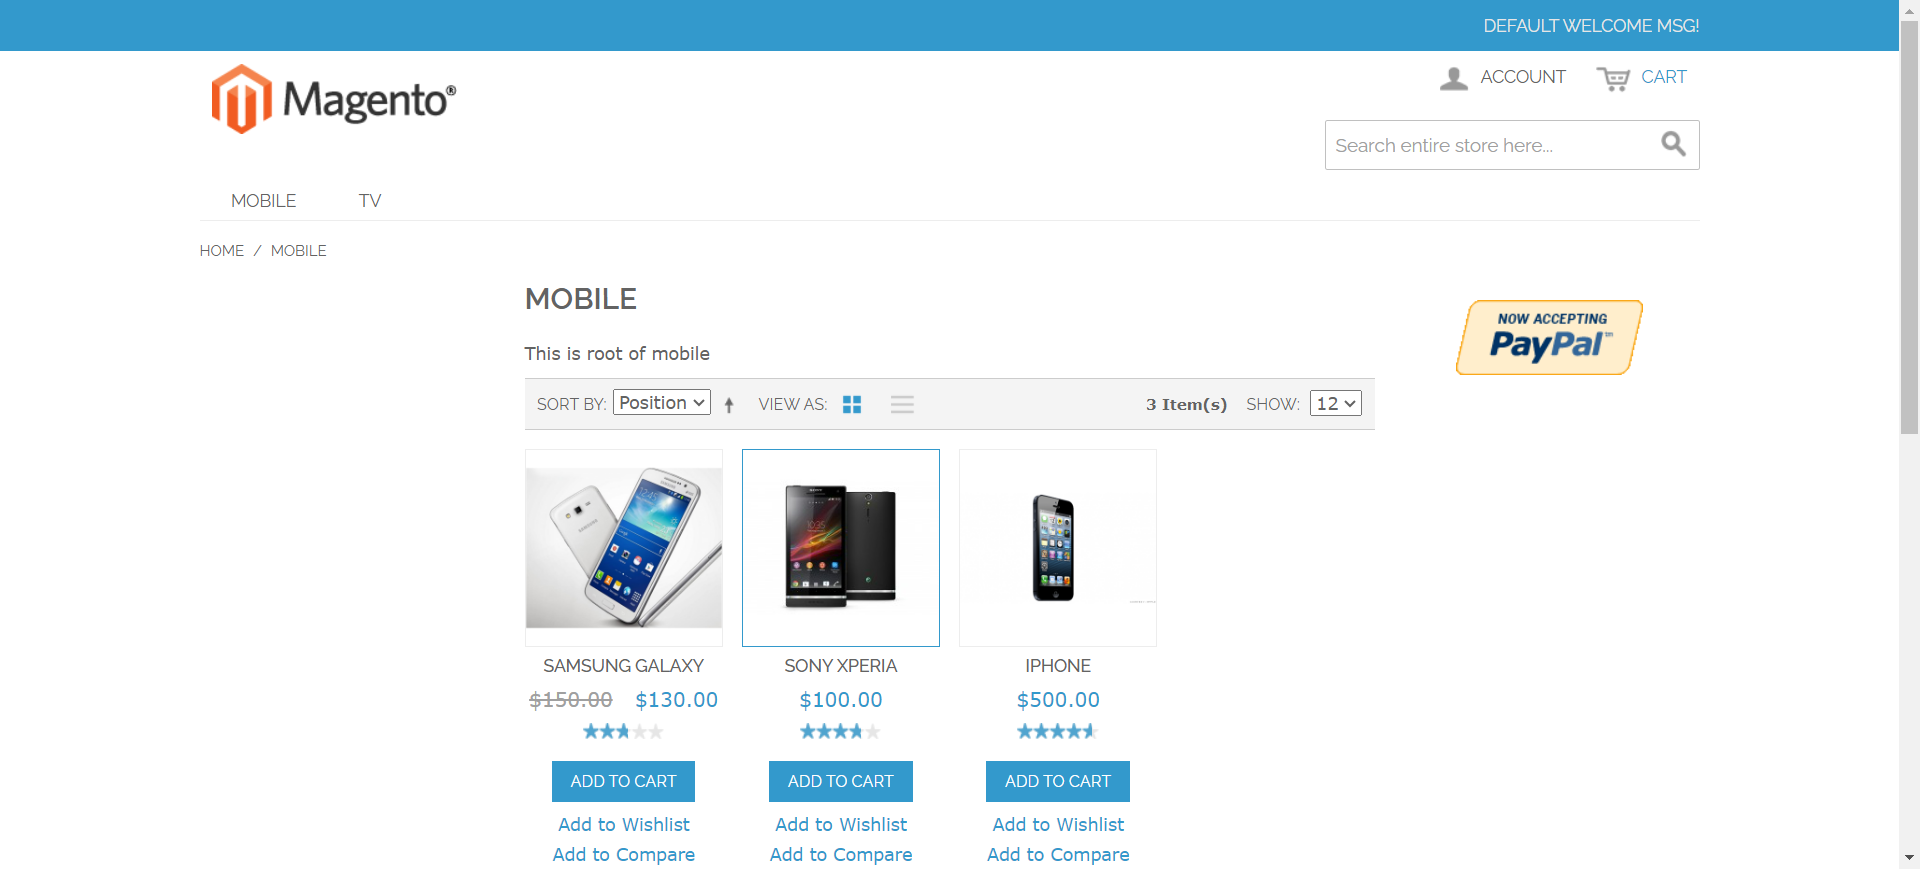 DEFAULT WELCOME MSG!
Magento®
ACCOUNT CART
Search entire store here...
MOBILE TV
HOME / MOBILE
MOBILE
NOW ACCEPTING
PayPal
This is root of mobile
SORT BY: Position VIEW AS: 3 Item(s) SHOW: 12
SAMSUNG GALAXY SONY XPERIA IPHONE
$150.00 $130.00 $100.00 $500.00
ADD TO CART ADD TO CART ADD TO CART
Add to Wishlist Add to Wishlist Add to Wishlist
Add to Compare Add to Compare Add to Compare